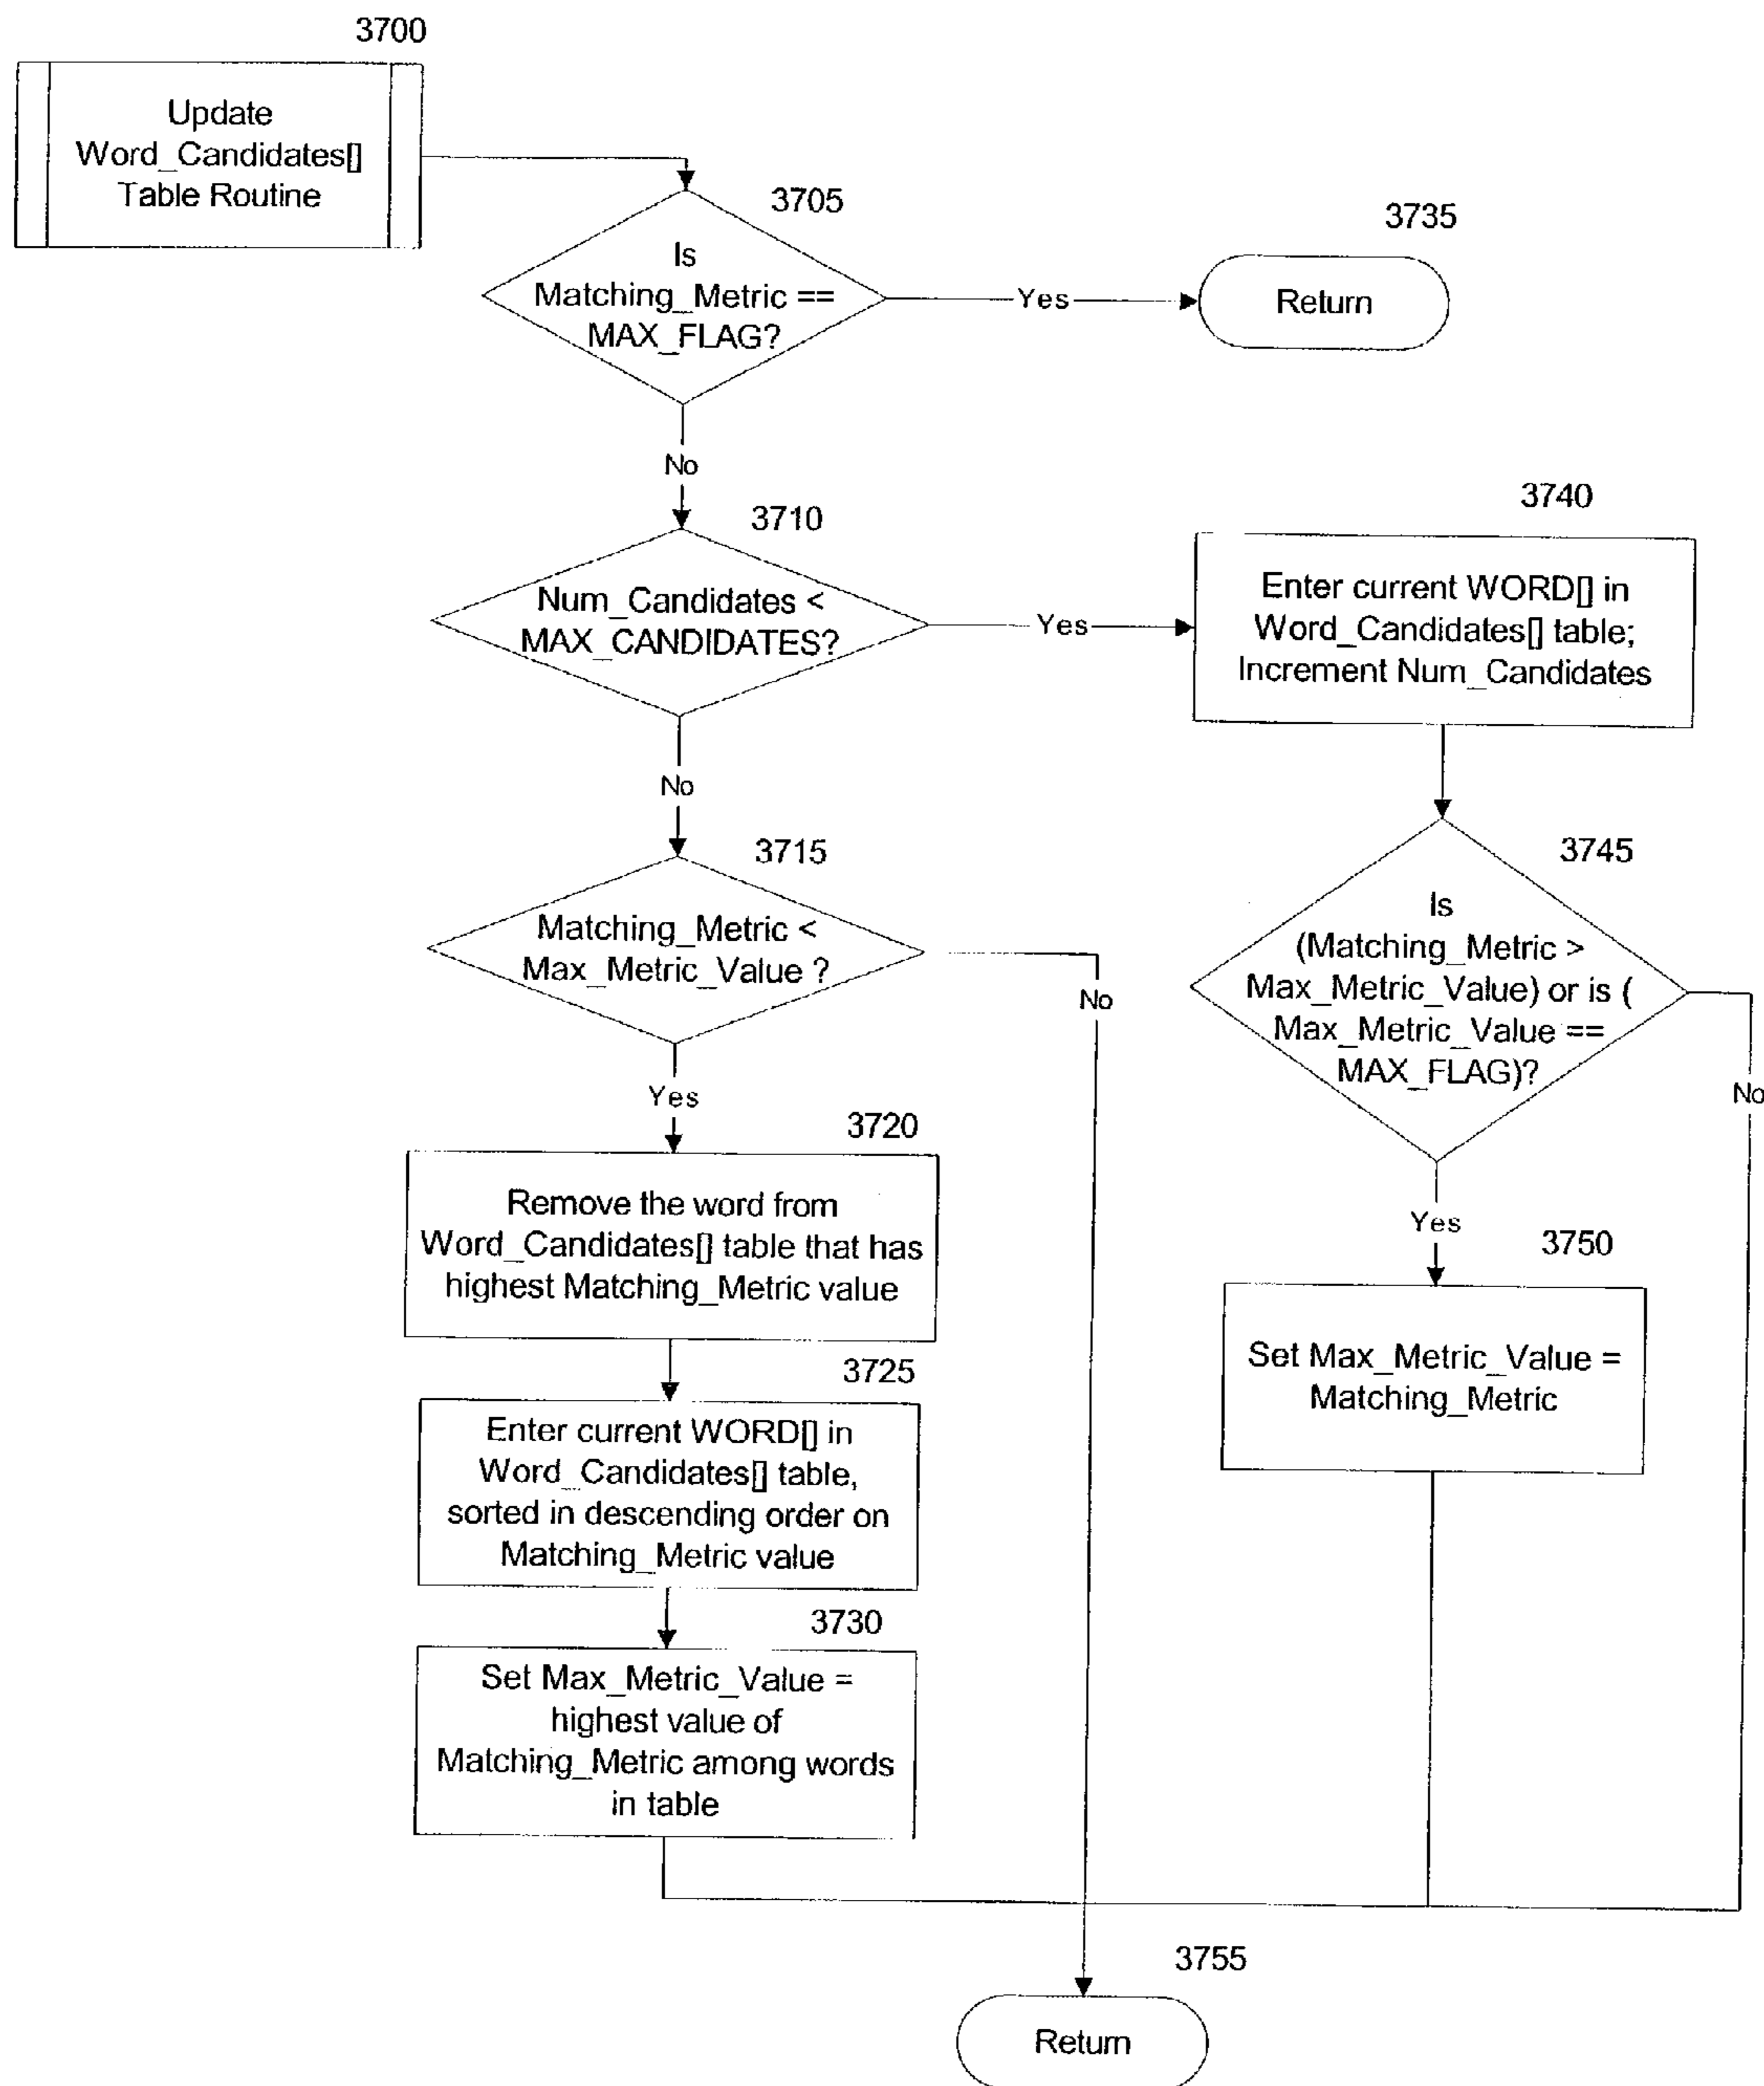 3700
Update
Word_Candidates[]
Table Routine
3705
Is
Matching_Metric ==
MAX_FLAG?
Yes
3735
Return
No
3710
Num_Candidates <
MAX_CANDIDATES?
Yes
3740
Enter current WORD[] in
Word_Candidates[] table;
Increment Num_Candidates
No
3715
Matching_Metric <
Max_Metric_Value ?
No
3745
Is
(Matching_Metric >
Max_Metric_Value) or is (
Max_Metric_Value ==
MAX_FLAG)?
No
Yes
3720
Remove the word from
Word_Candidates[] table that has
highest Matching_Metric value
Yes
3750
Set Max_Metric_Value =
Matching_Metric
3725
Enter current WORD[] in
Word_Candidates[] table,
sorted in descending order on
Matching_Metric value
3730
Set Max_Metric_Value =
highest value of
Matching_Metric among words
in table
3755
Return